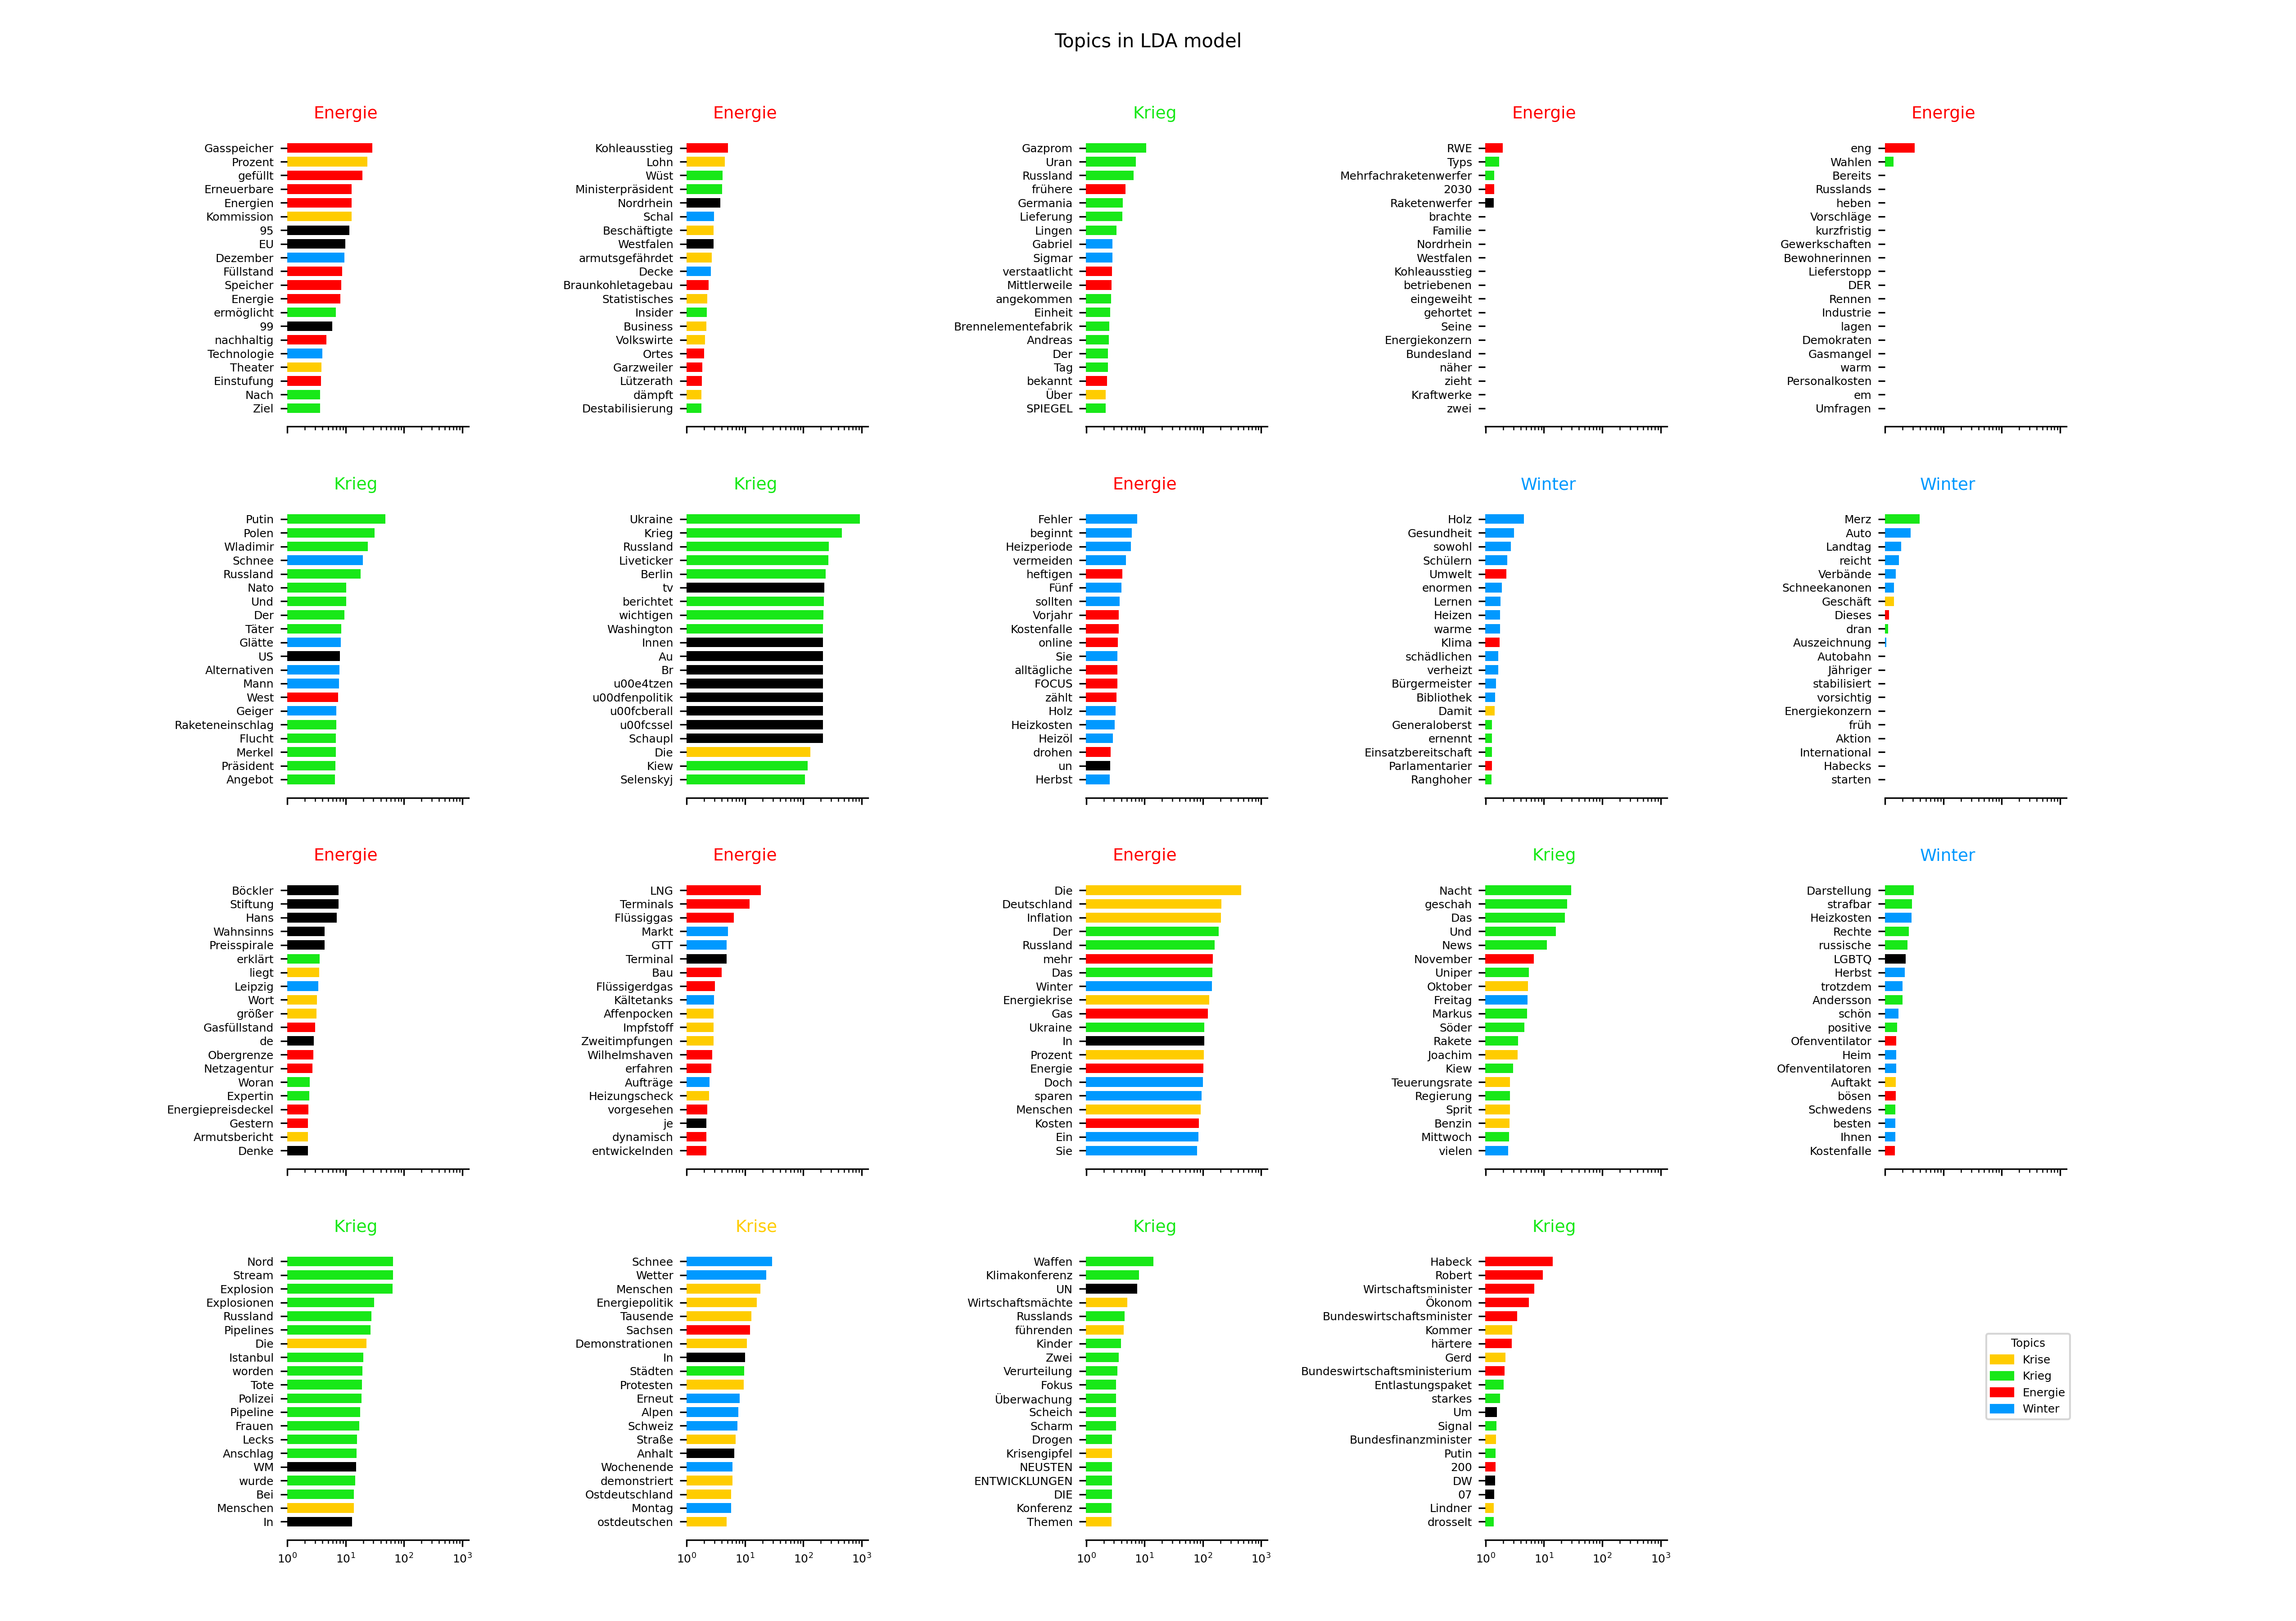 Topics in LDA model
Energie
Gasspeicher
Prozent
gefüllt
Erneuerbare
Energien
Kommission
95
EU
Dezember
Füllstand
Speicher
Energie
ermöglicht
99
nachhaltig
Technologie
Theater
Einstufung
Nach
Ziel
Energie
Kohleausstieg
Lohn
Wüst
Ministerpräsident
Nordrhein
Schal
Beschäftigte
Westfalen
armutsgefährdet
Decke
Braunkohletagebau
Statistisches
Insider
Business
Volkswirte
Ortes
Garzweiler
Lützerath
dämpft
Destabilisierung
Krieg
Gazprom
Uran
Russland
frühere
Germania
Lieferung
Lingen
Gabriel
Sigmar
verstaatlicht
Mittlerweile
angekommen
Einheit
Brennelementefabrik
Andreas
Der
Tag
bekannt
Über
SPIEGEL
Energie
RWE
Typs
Mehrfachraketenwerfer
2030
Raketenwerfer
brachte
Familie
Nordrhein
Westfalen
Kohleausstieg
betriebenen
eingeweiht
gehortet
Seine
Energiekonzern
Bundesland
näher
zieht
Kraftwerke
zwei
Energie
eng
Wahlen
Bereits
Russlands
heben
Vorschläge
kurzfristig
Gewerkschaften
Bewohnerinnen
Lieferstopp
DER
Rennen
Industrie
lagen
Demokraten
Gasmangel
warm
Personalkosten
em
Umfragen
Krieg
Putin
Polen
Wladimir
Schnee
Russland
Nato
Und
Der
Täter
Glätte
US
Alternativen
Mann
West
Geiger
Raketeneinschlag
Flucht
Merkel
Präsident
Angebot
Krieg
Ukraine
Krieg
Russland
Liveticker
Berlin
tv
berichtet
wichtigen
Washington
Innen
Au
Br
u00e4tzen
u00dfenpolitik
u00fcberall
u00fcssel
Schaupl
Die
Kiew
Selenskyj
Energie
Fehler
beginnt
Heizperiode
vermeiden
heftigen
Fünf
sollten
Vorjahr
Kostenfalle
online
Sie
alltägliche
FOCUS
zählt
Holz
Heizkosten
Heizöl
drohen
un
Herbst
Winter
Holz
Gesundheit
sowohl
Schülern
Umwelt
enormen
Lernen
Heizen
warme
Klima
schädlichen
verheizt
Bürgermeister
Bibliothek
Damit
Generaloberst
ernennt
Einsatzbereitschaft
Parlamentarier
Ranghoher
Winter
Merz
Auto
Landtag
reicht
Verbände
Schneekanonen
Geschäft
Dieses
dran
Auszeichnung
Autobahn
Jähriger
stabilisiert
vorsichtig
Energiekonzern
früh
Aktion
International
Habecks
starten
Energie
Böckler
Stiftung
Hans
Wahnsinns
Preisspirale
erklärt
liegt
Leipzig
Wort
größer
Gasfüllstand
de
Obergrenze
Netzagentur
Woran
Expertin
Energiepreisdeckel
Gestern
Armutsbericht
Denke
Energie
LNG
Terminals
Flüssiggas
Markt
GTT
Terminal
Bau
Flüssigerdgas
Kältetanks
Affenpocken
Impfstoff
Zweitimpfungen
Wilhelmshaven
erfahren
Aufträge
Heizungscheck
vorgesehen
je
dynamisch
entwickelnden
Energie
Die
Deutschland
Inflation
Der
Russland
mehr
Das
Winter
Energiekrise
Gas
Ukraine
In
Prozent
Energie
Doch
sparen
Menschen
Kosten
Ein
Sie
Krieg
Nacht
geschah
Das
Und
News
November
Uniper
Oktober
Freitag
Markus
Söder
Rakete
Joachim
Kiew
Teuerungsrate
Regierung
Sprit
Benzin
Mittwoch
vielen
Winter
Darstellung
strafbar
Heizkosten
Rechte
russische
LGBTQ
Herbst
trotzdem
Andersson
schön
positive
Ofenventilator
Heim
Ofenventilatoren
Auftakt
bösen
Schwedens
besten
Ihnen
Kostenfalle
Krieg
Nord
Stream
Explosion
Explosionen
Russland
Pipelines
Die
Istanbul
worden
Tote
Polizei
Pipeline
Frauen
Lecks
Anschlag
WM
wurde
Bei
Menschen
In
10⁰ 10¹ 10² 10³
Krise
Schnee
Wetter
Menschen
Energiepolitik
Tausende
Sachsen
Demonstrationen
In
Städten
Protesten
Erneut
Alpen
Schweiz
Straße
Anhalt
Wochenende
demonstriert
Ostdeutschland
Montag
ostdeutschen
10⁰ 10¹ 10² 10³
Krieg
Waffen
Klimakonferenz
UN
Wirtschaftsmächte
Russlands
führenden
Kinder
Zwei
Verurteilung
Fokus
Überwachung
Scheich
Scharm
Drogen
Krisengipfel
NEUSTEN
ENTWICKLUNGEN
DIE
Konferenz
Themen
10⁰ 10¹ 10² 10³
Krieg
Habeck
Robert
Wirtschaftsminister
Ökonom
Bundeswirtschaftsminister
Kommer
härtere
Gerd
Bundeswirtschaftsministerium
Entlastungspaket
starkes
Um
Signal
Bundesfinanzminister
Putin
200
DW
07
Lindner
drosselt
10⁰ 10¹ 10² 10³
Topics
Krise
Krieg
Energie
Winter